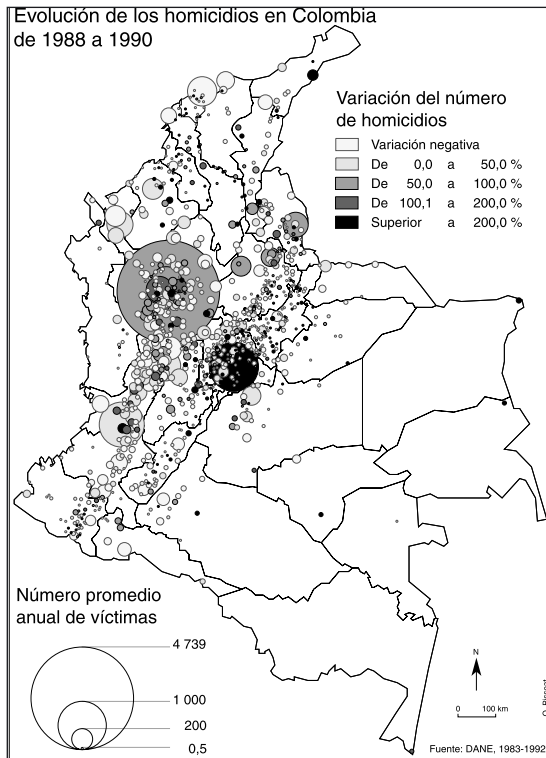 Evolución de los homicidios en Colombia
de 1988 a 1990
Variación del número
de homicidios
Variación negativa
De 0,0 a 50,0 %
De 50,0 a 100,0 %
De 100,1 a 200,0 %
Superior a 200,0 %
Número promedio
anual de víctimas
4 739
1 000
200
0,5
N
0 100 km
Fuente: DANE, 1983-1992